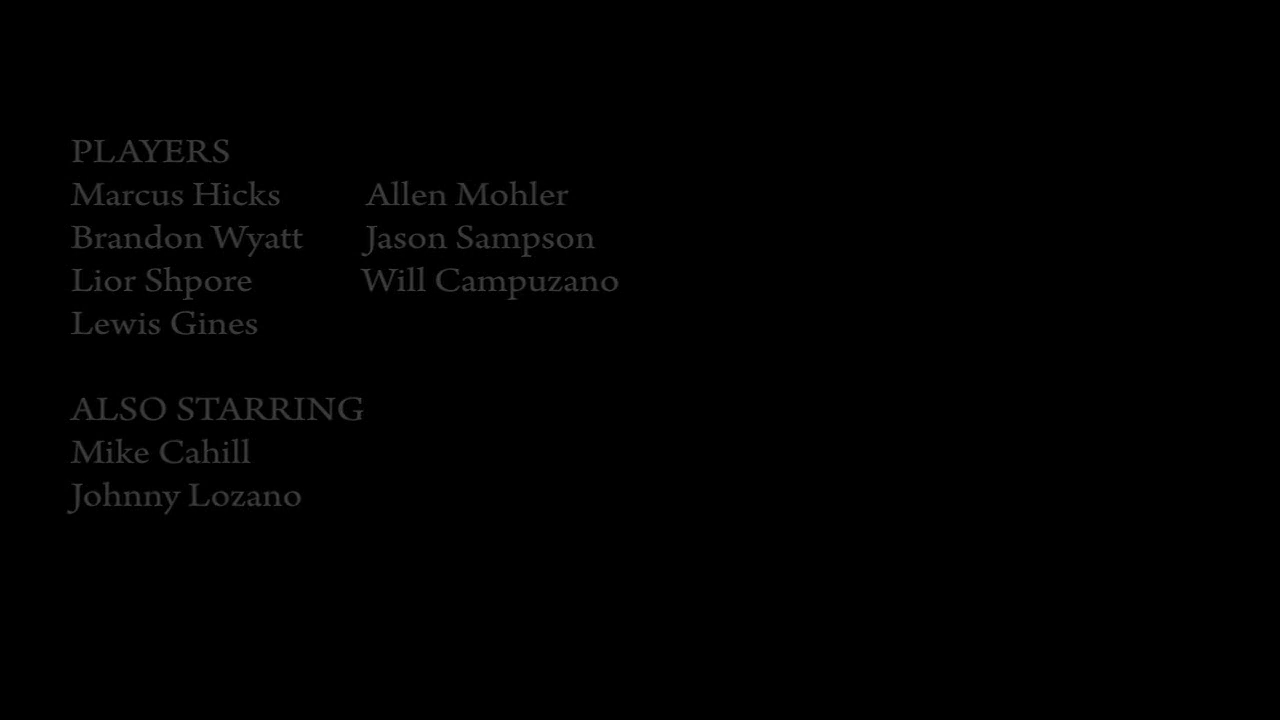 PLAYERS
Marcus Hicks Allen Mohler
Brandon Wyatt Jason Sampson
Lior Shpore Will Campuzano
Lewis Gines
ALSO STARRING
Mike Cahill
Johnny Lozano